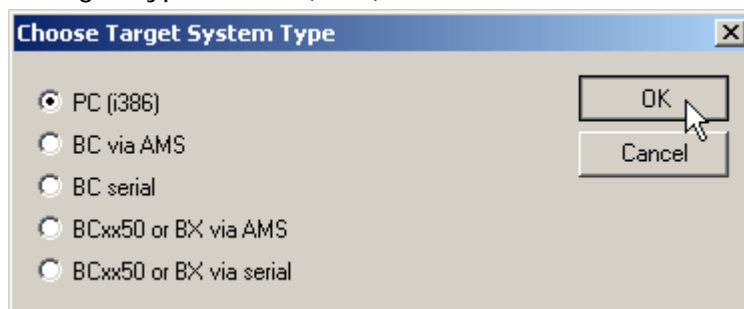 Choose Target System Type
PC (i386)
OK
BC via AMS
Cancel
BC serial
BCxx50 or BX via AMS
BCxx50 or BX via serial